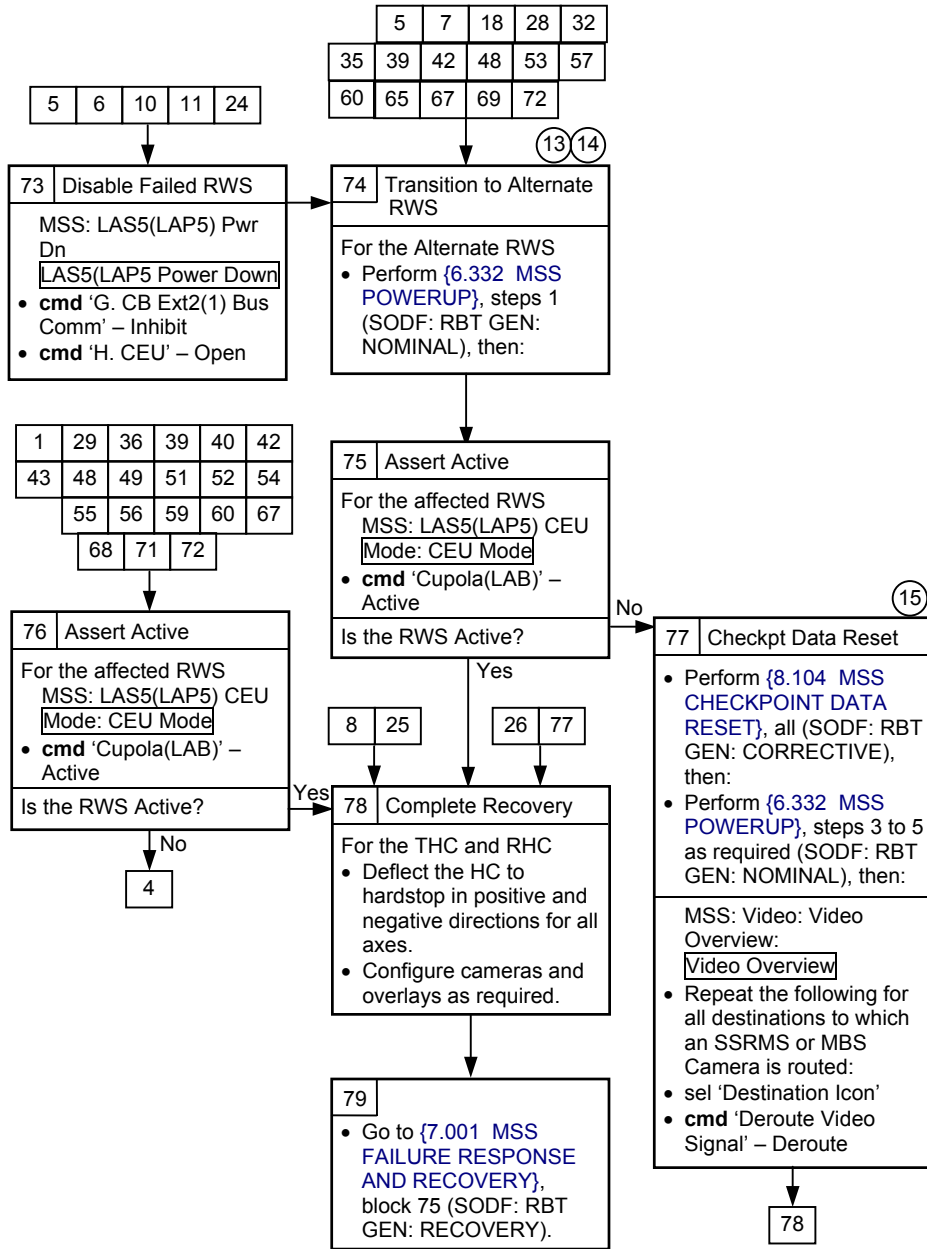 5 7 18 28 32
35 39 42 48 53 57
60 65 67 69 72
5 6 10 11 24
13 14
73 Disable Failed RWS
MSS: LAS5(LAP5) Pwr
Dn
LAS5(LAP5 Power Down
• cmd ‘G. CB Ext2(1) Bus
Comm’ – Inhibit
• cmd ‘H. CEU’ – Open
74 Transition to Alternate
RWS
For the Alternate RWS
• Perform {6.332 MSS
POWERUP}, steps 1
(SODF: RBT GEN:
NOMINAL), then:
1 29 36 39 40 42
43 48 49 51 52 54
55 56 59 60 67
68 71 72
75 Assert Active
For the affected RWS
MSS: LAS5(LAP5) CEU
Mode: CEU Mode
• cmd ‘Cupola(LAB)’ –
Active
Is the RWS Active?
No
Yes
76 Assert Active
For the affected RWS
MSS: LAS5(LAP5) CEU
Mode: CEU Mode
• cmd ‘Cupola(LAB)’ –
Active
Is the RWS Active?
Yes
No
4
8 25
26 77
78 Complete Recovery
For the THC and RHC
• Deflect the HC to
hardstop in positive and
negative directions for all
axes.
• Configure cameras and
overlays as required.
15
77 Checkpt Data Reset
• Perform {8.104 MSS
CHECKPOINT DATA
RESET}, all (SODF: RBT
GEN: CORRECTIVE),
then:
• Perform {6.332 MSS
POWERUP}, steps 3 to 5
as required (SODF: RBT
GEN: NOMINAL), then:
MSS: Video: Video
Overview:
Video Overview
• Repeat the following for
all destinations to which
an SSRMS or MBS
Camera is routed:
• sel ‘Destination Icon’
• cmd ‘Deroute Video
Signal’ – Deroute
78
79
• Go to {7.001 MSS
FAILURE RESPONSE
AND RECOVERY},
block 75 (SODF: RBT
GEN: RECOVERY).